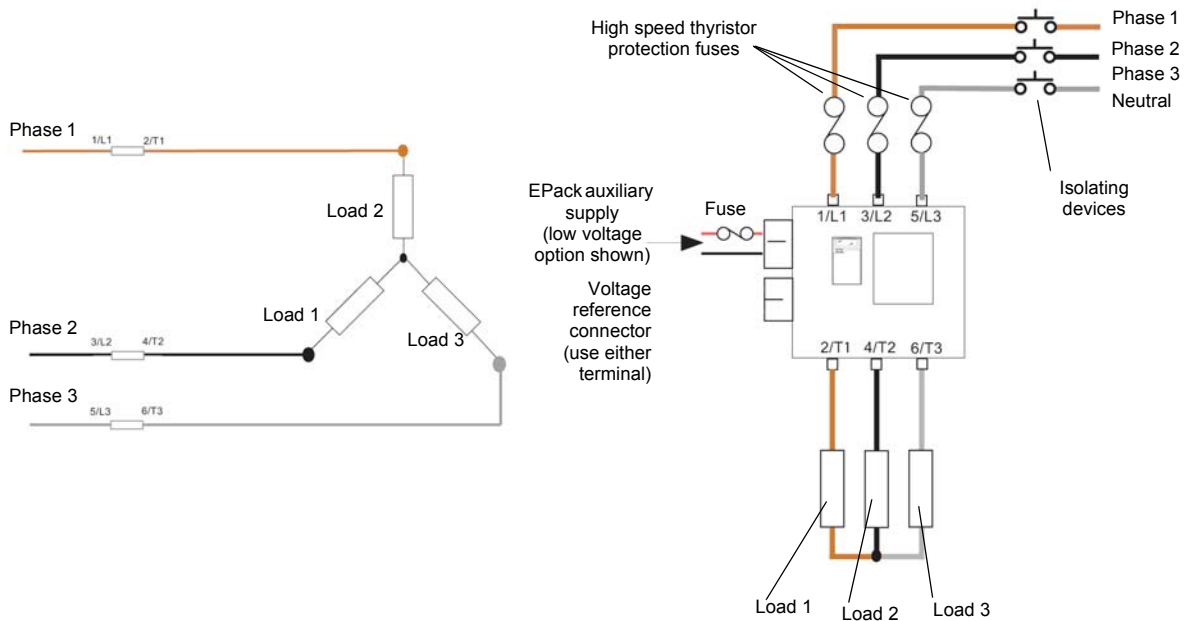 Phase 1
1/L1
2/T1
Load 2
Load 1
Load 3
Phase 2
3/L2
4/T2
Phase 3
5/L3
6/T3
High speed thyristor
protection fuses
Phase 1
Phase 2
Phase 3
Neutral
Isolating
devices
EPack auxiliary
supply
(low voltage
option shown)
Fuse
1/L1
3/L2
5/L3
Voltage
reference
connector
(use either
terminal)
2/T1
4/T2
6/T3
Load 1
Load 2
Load 3